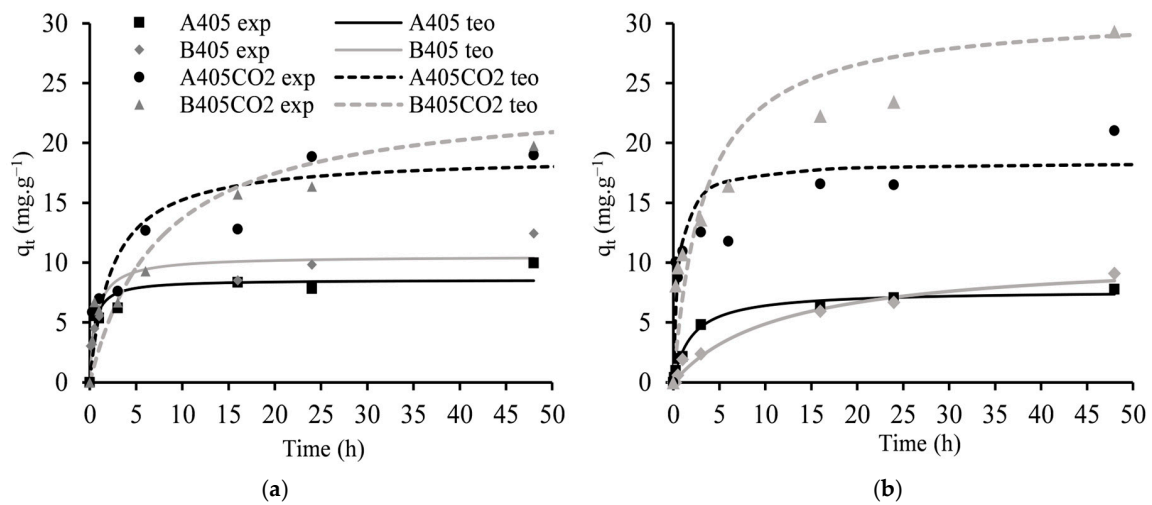 30
25
20
15
10
5
0
qt (mg.g⁻¹)
A405 exp
B405 exp
A405CO2 exp
B405CO2 exp
A405 teo
B405 teo
A405CO2 teo
B405CO2 teo
0 5 10 15 20 25 30 35 40 45 50
Time (h)
(a)
30
25
20
15
10
5
0
qt (mg.g⁻¹)
0 5 10 15 20 25 30 35 40 45 50
Time (h)
(b)